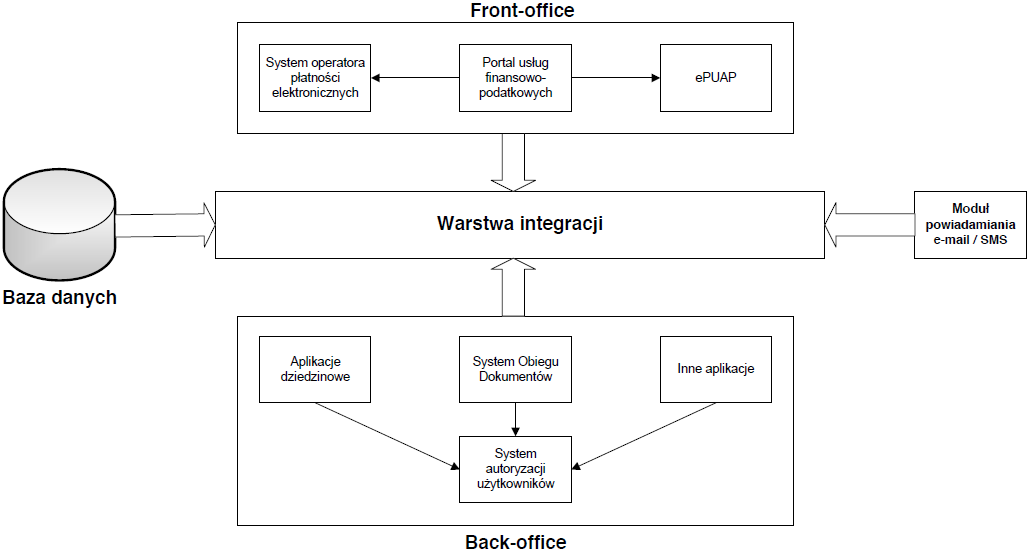 Front-office
System operatora
płatności
elektronicznych
Portal usług
finansowo-
podatkowych
ePUAP
Warstwa integracji
Moduł
powiadamiania
e-mail / SMS
Baza danych
Aplikacje
dziedzinowe
System Obiegu
Dokumentów
Inne aplikacje
System
autoryzacji
użytkowników
Back-office